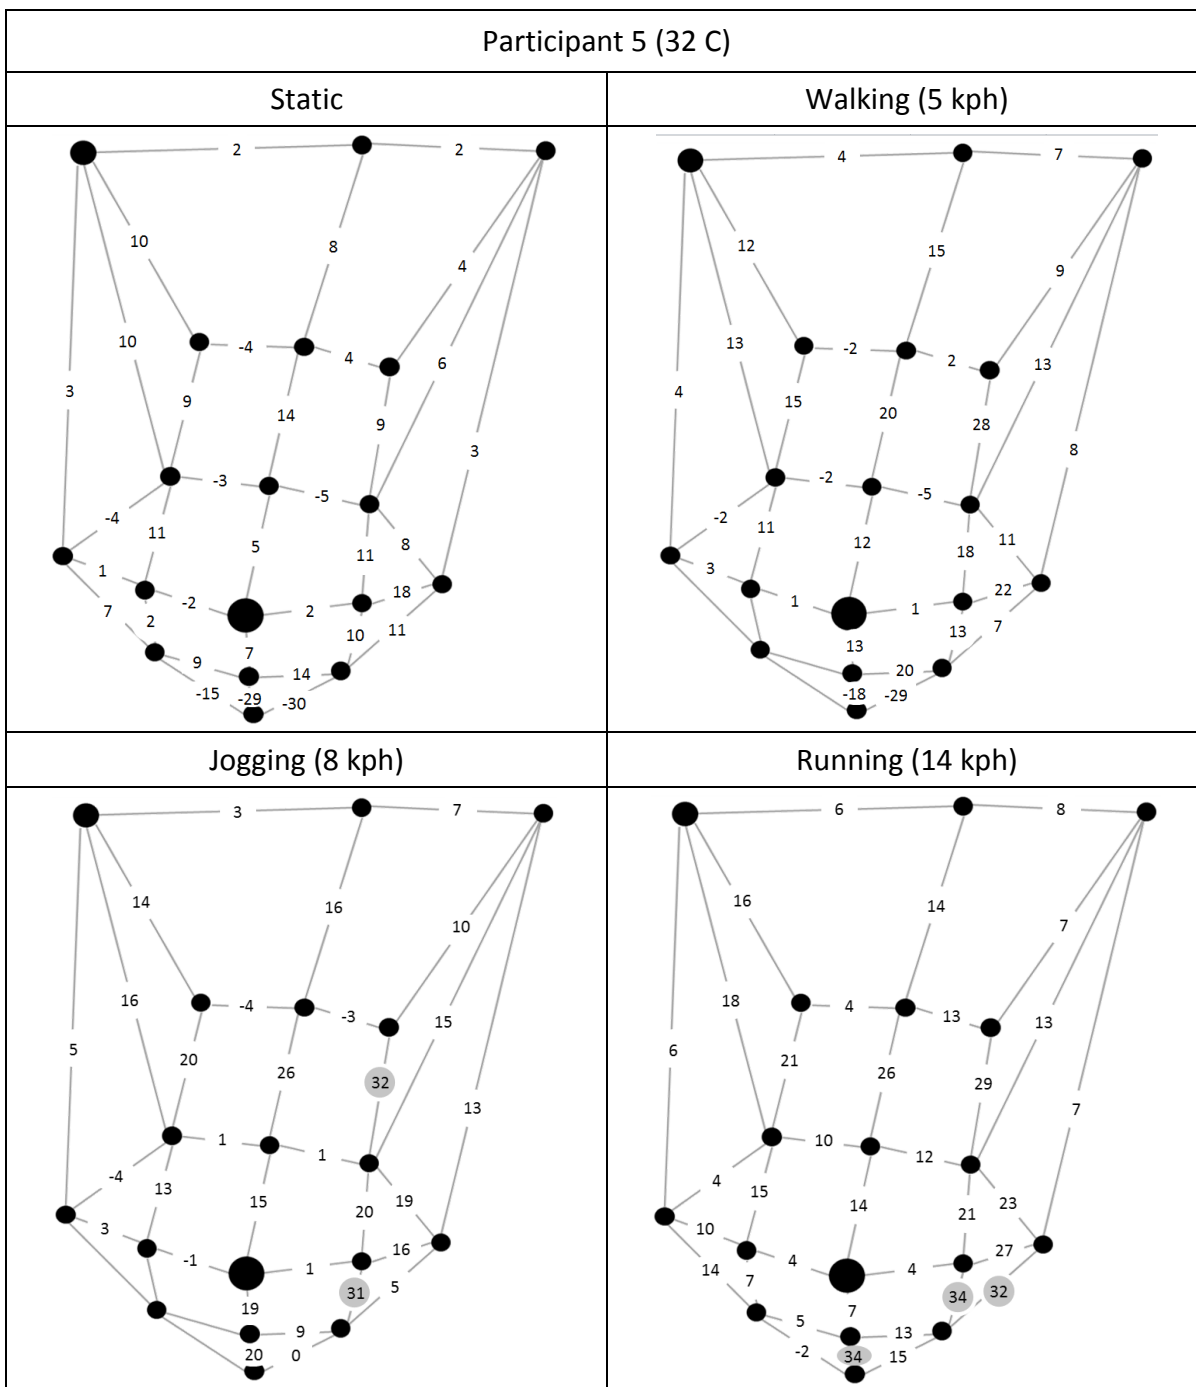 Participant 5 (32 C)
Static
Walking (5 kph)
2 2
10 8 4
10 -4 4 6
3 9 14 9 3
-3 -5
-4 11 5 11 8
1 -2 2 18
7 2 7 10 11
9 14
-15 -29 -30
4 7
12 15 9
13 -2 2 13
4 15 20 28 8
-2 -5
-2 11 12 18 11
3 1 1 22
13 13 7
20
-18 -29
Jogging (8 kph)
Running (14 kph)
3 7
14 16 10
16 -4 -3 15
5 20 26 32 13
1 1
-4 13 15 20 19
3 -1 1 16
19 31 5
9
20 0
6 8
16 14 7
18 4 13 13
6 21 26 29 7
10 12
4 15 14 21 23
10 4 4 27
14 7 7 34 32
5 13
-2 34 15